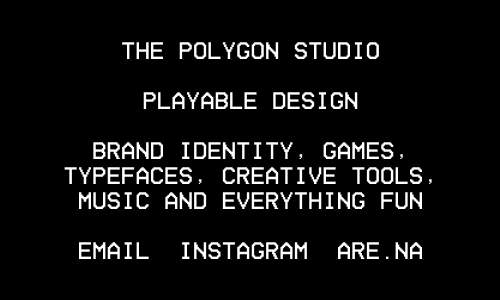 THE POLYGON STUDIO
PLAYABLE DESIGN
BRAND IDENTITY, GAMES,
TYPEFACES, CREATIVE TOOLS,
MUSIC AND EVERYTHING FUN
EMAIL INSTAGRAM ARE.NA